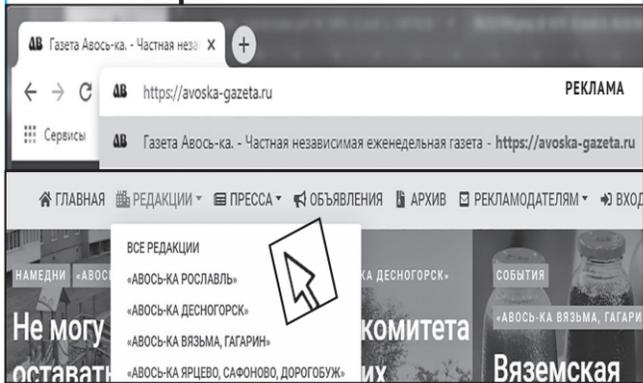 АВ Газета Авось-ка. - Частная неза × +
АВ https://avoska-gazeta.ru РЕКЛАМА
Сервисы АВ Газета Авось-ка. - Частная независимая еженедельная газета - https://avoska-gazeta.ru
ГЛАВНАЯ РЕДАКЦИИ ПРЕССА ОБЪЯВЛЕНИЯ АРХИВ РЕКЛАМОДАТЕЛЯМ ВХОД
ВСЕ РЕДАКЦИИ
НАМЕДНИ «АВОСЬ «АВОСЬ-КА РОСЛАВЛЬ» КА ДЕСНОГОРСК» СОБЫТИЯ
«АВОСЬ-КА ДЕСНОГОРСК»
«АВОСЬ-КА ВЯЗЬМА, ГАГАРИ
Не могу «АВОСЬ-КА ВЯЗЬМА, ГАГАРИН» комитета
оставать «АВОСЬ-КА ЯРЦЕВО, САФОНОВО, ДОРОГОБУЖ» их Вяземская